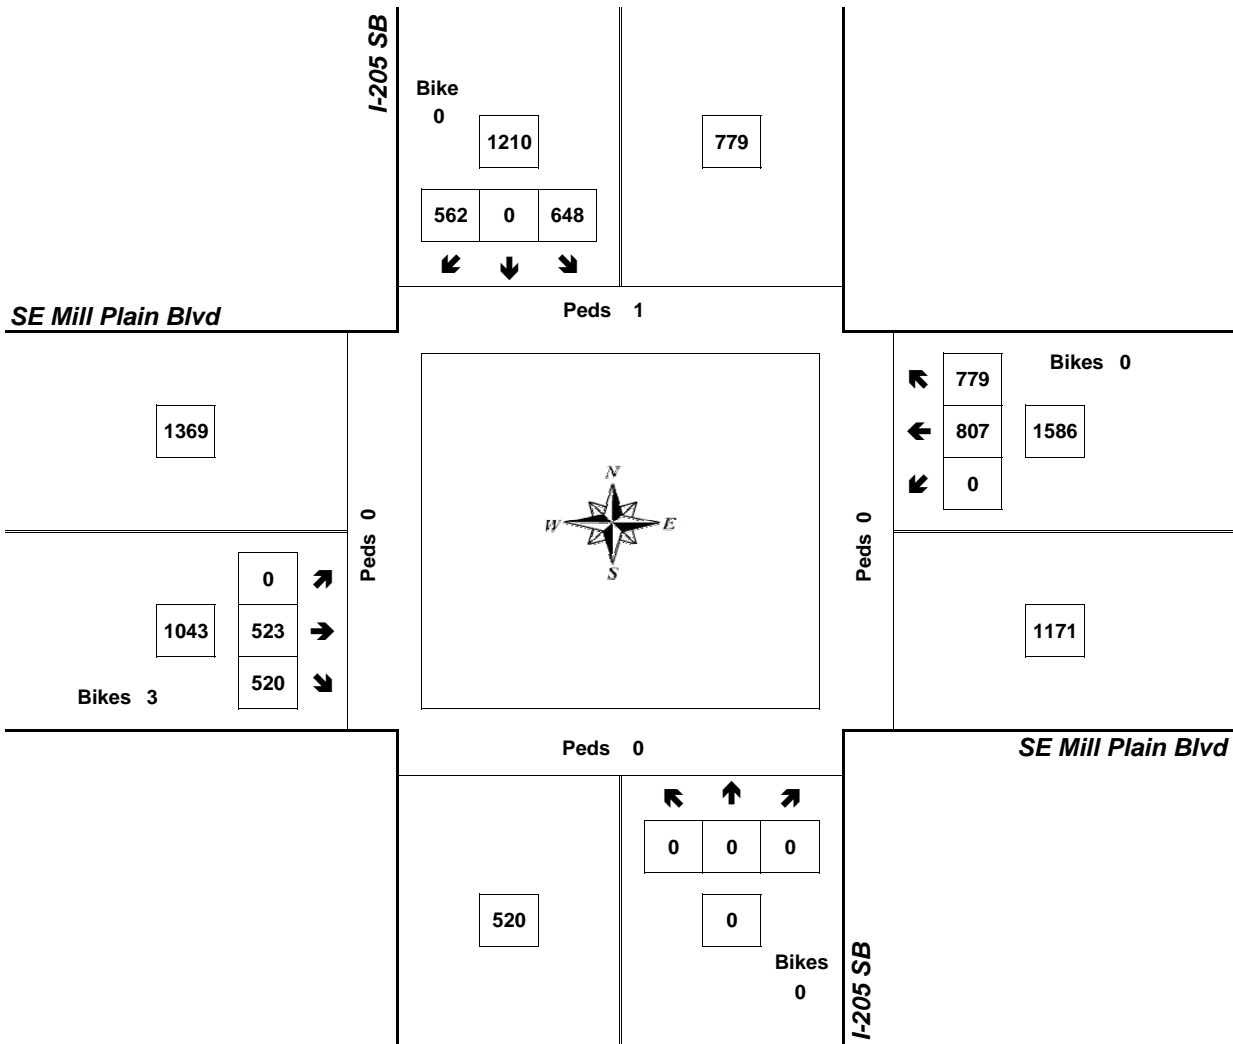 I-205 SB
Bike
0
1210
779
562 0 648
Peds 1
SE Mill Plain Blvd
1369
Peds 0
0
1043 523
520
Bikes 3
N
W E
S
Bikes 0
779
807 1586
0
Peds 0
1171
SE Mill Plain Blvd
Peds 0
0 0 0
520
0
Bikes
0
I-205 SB